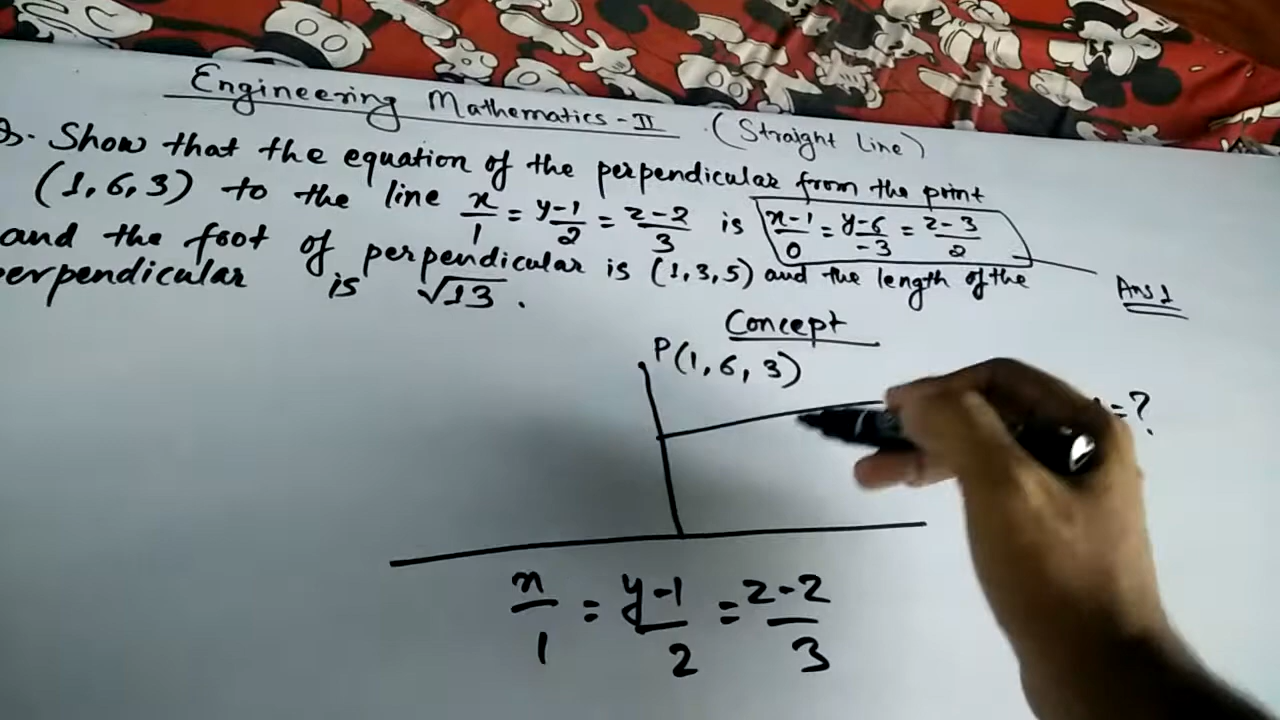 Engineering Mathematics-II (Straight Line)
Show that the equation of the perpendicular from the print
(1, 6, 3) to the line x/1 = y-1/2 = z-2/3 is x-1/0 = y-6/-3 = z-3/2
and the foot of perpendicular is (1, 3, 5) and the length of the
erpendicular is √13.
Ans 1
Concept
P(1, 6, 3)
=?
x/1 = y-1/2 = z-2/3